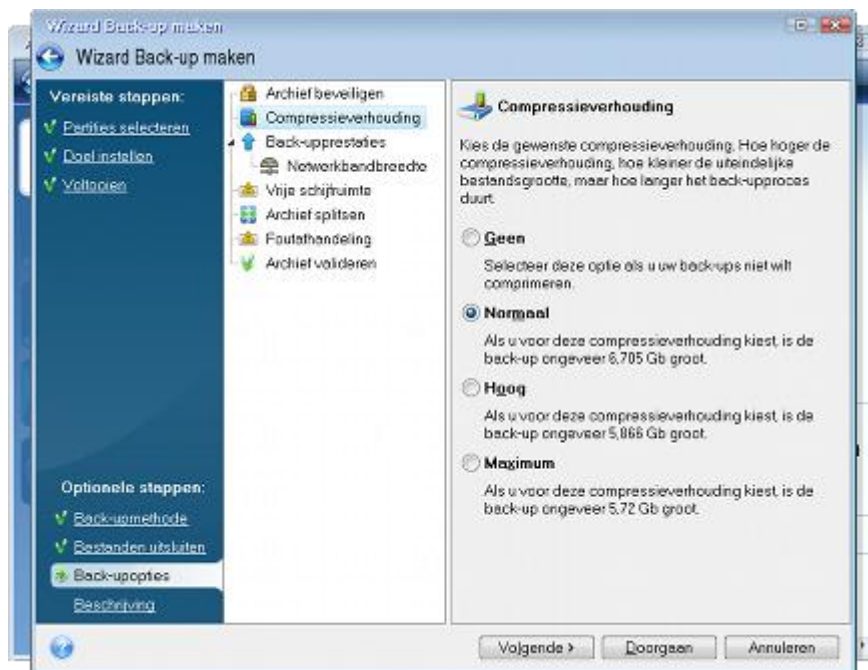 Wizard Back-up maken
Wizard Back-up maken
Vereiste stappen:
Partities selecteren
Doel instellen
Voltooien
Optionele stappen:
Back-upmethode
Bestanden uitsluiten
Back-upopties
Beschrijving
Archief beveiligen
Compressieverhouding
Back-upprestaties
Netwerkbandbreedte
Vrije schijfruimte
Archief splitsen
Foutafhandeling
Archief valideren
Compressieverhouding
Kies de gewenste compressieverhouding. Hoe hoger de
compressieverhouding, hoe kleiner de uiteindelijke
bestandsgrootte, maar hoe langer het back-upproces
duurt.
Geen
Selecteer deze optie als u uw back-ups niet wilt
comprimeren.
Normaal
Als u voor deze compressieverhouding kiest, is de
back-up ongeveer 6,705 Gb groot.
Hoog
Als u voor deze compressieverhouding kiest, is de
back-up ongeveer 5,866 Gb groot.
Maximum
Als u voor deze compressieverhouding kiest, is de
back-up ongeveer 5,72 Gb groot.
Volgende >
Doorgaan
Annuleren